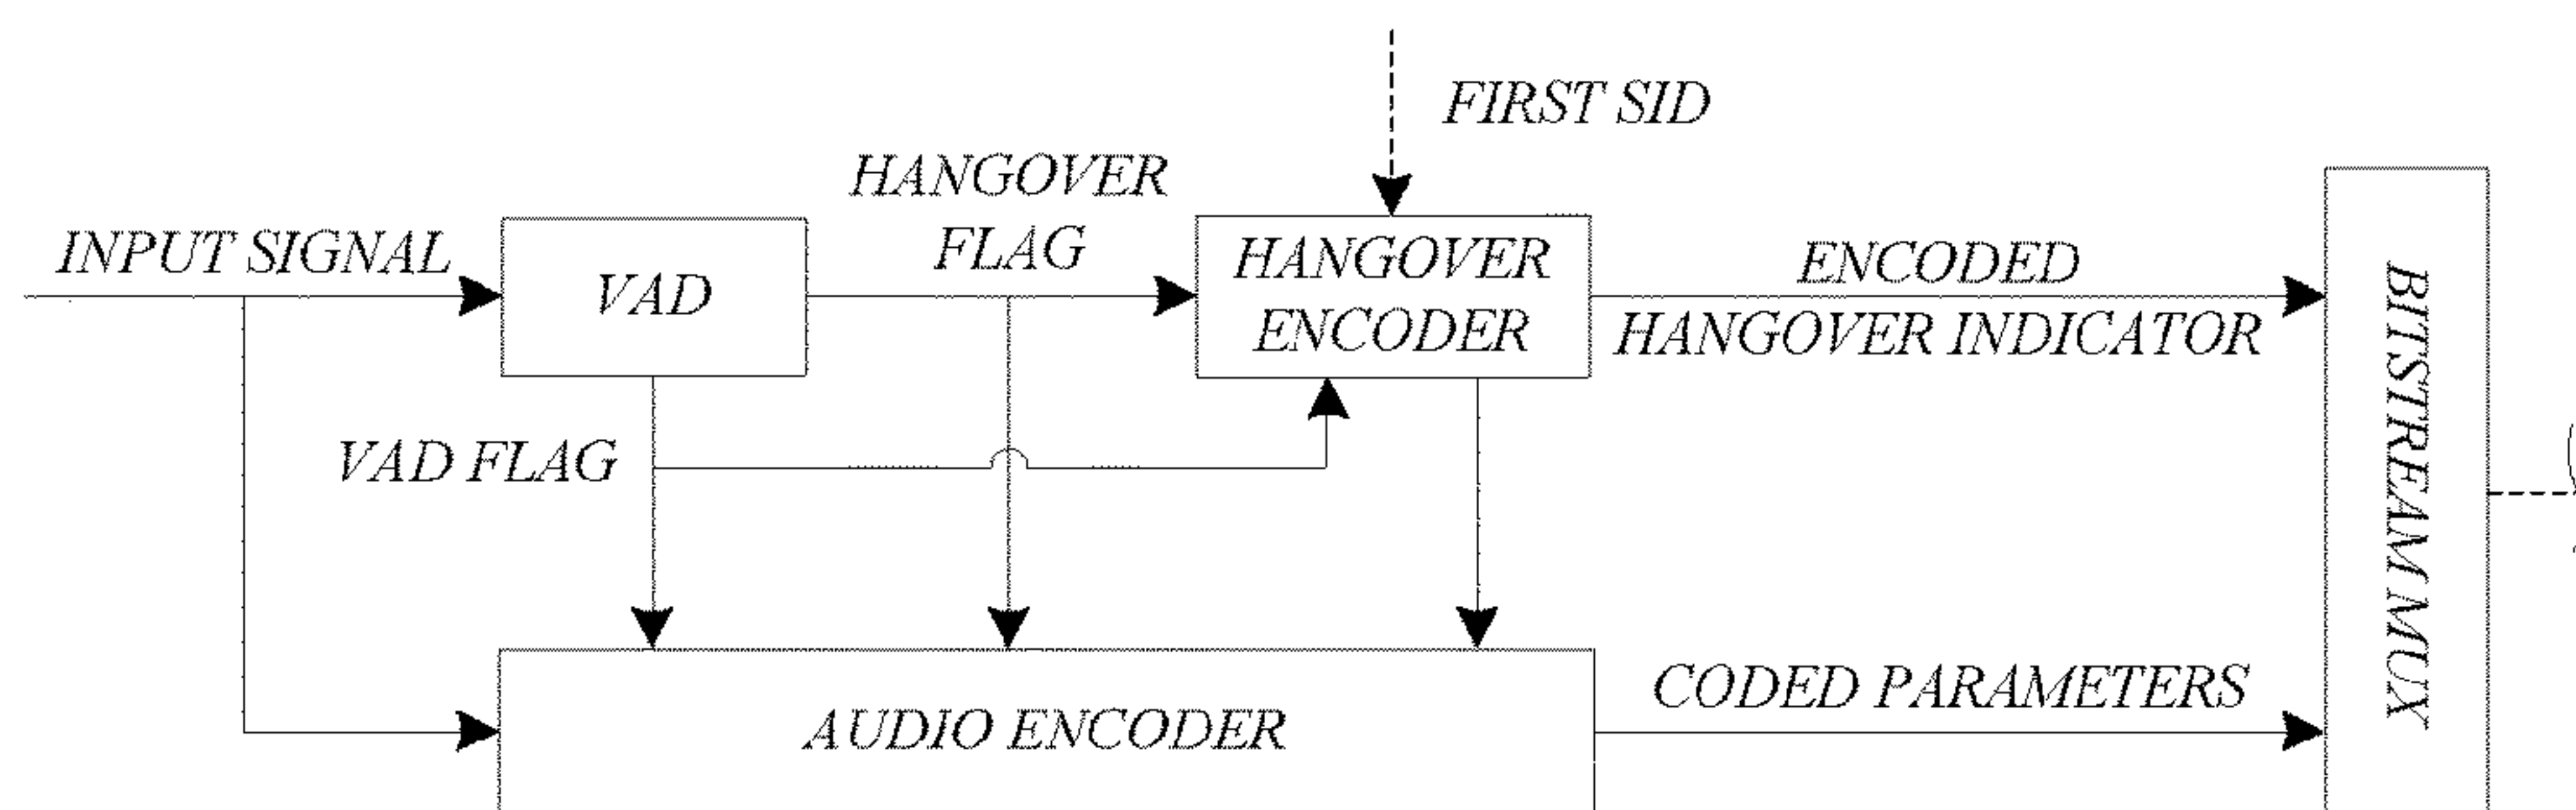 FIRST SID
HANGOVER
FLAG
INPUT SIGNAL
VAD
HANGOVER
ENCODER
ENCODED
HANGOVER INDICATOR
BITSTREAM MUX
VAD FLAG
AUDIO ENCODER
CODED PARAMETERS